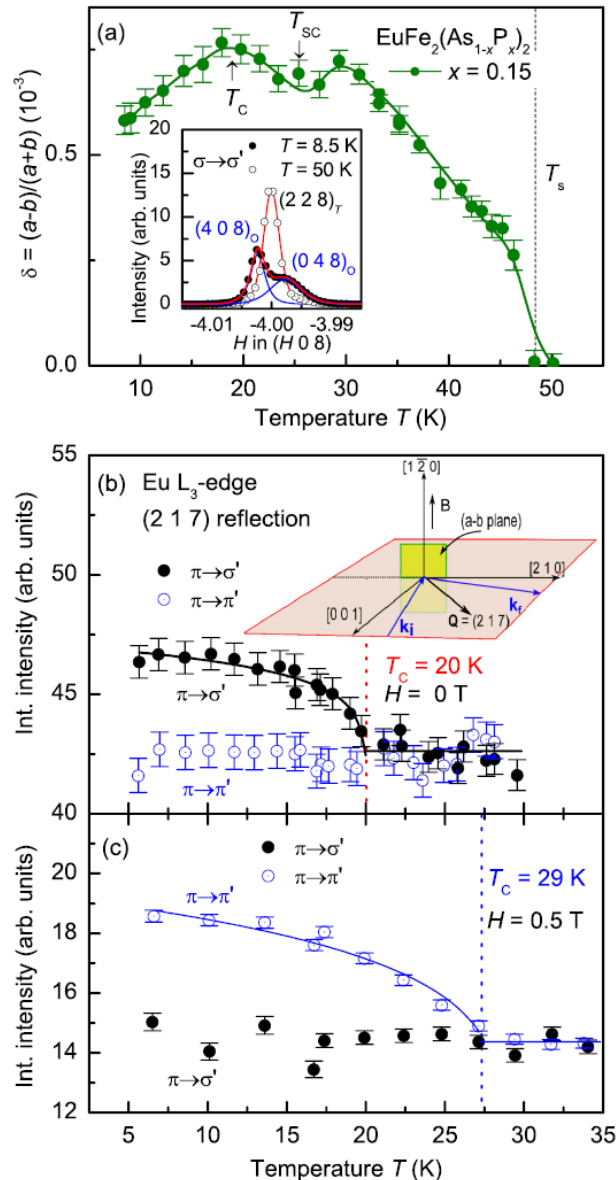 (a)
T_SC
EuFe₂(As₁₋ₓPₓ)₂
x = 0.15
T_C
T_s
δ = (a-b)/(a+b) (10⁻³)
0.5
0.0
Intensity (arb. units)
20
15
10
5
0
σ→σ'
T = 8.5 K
T = 50 K
(2 2 8)_T
(4 0 8)_O
(0 4 8)_O
-4.01 -4.00 -3.99
H in (H 0 8)
10 20 30 40 50
Temperature T (K)
(b)
Eu L₃-edge
(2 1 7) reflection
π→σ'
π→π'
[1 2̄ 0]
B
(a-b plane)
[2 1 0]
[0 0 1]
k_i
k_f
Q = (2 1 7)
Int. intensity (arb. units)
55
50
45
40
π→σ'
π→π'
T_C = 20 K
H = 0 T
(c)
π→σ'
π→π'
π→π'
π→σ'
T_C = 29 K
H = 0.5 T
Int. intensity (arb. units)
20
18
16
14
12
5 10 15 20 25 30 35
Temperature T (K)